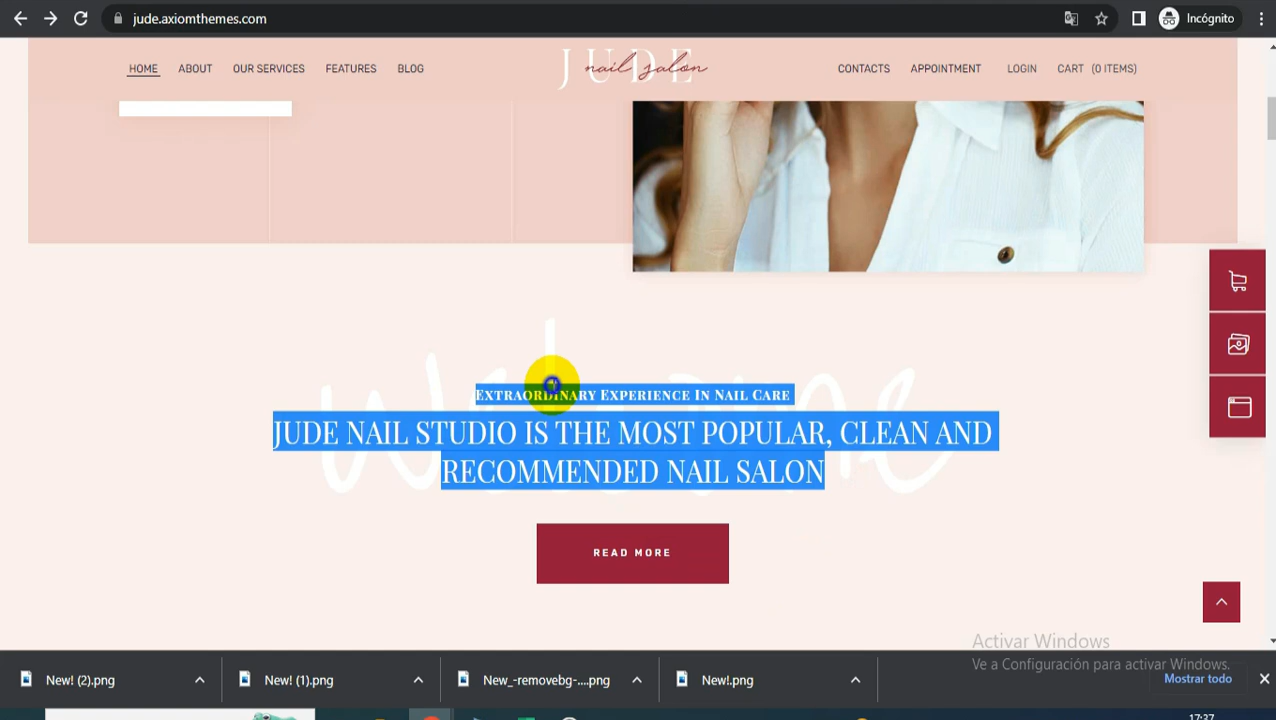 jude.axiomthemes.com
Incógnito
HOME ABOUT OUR SERVICES FEATURES BLOG
JUDE
nail salon
CONTACTS APPOINTMENT LOGIN CART (0 ITEMS)
Welcome
EXTRAORDINARY EXPERIENCE IN NAIL CARE
JUDE NAIL STUDIO IS THE MOST POPULAR, CLEAN AND
RECOMMENDED NAIL SALON
READ MORE
Activar Windows
Ve a Configuración para activar Windows.
New! (2).png
New! (1).png
New_-removebg-....png
New!.png
Mostrar todo
17:37